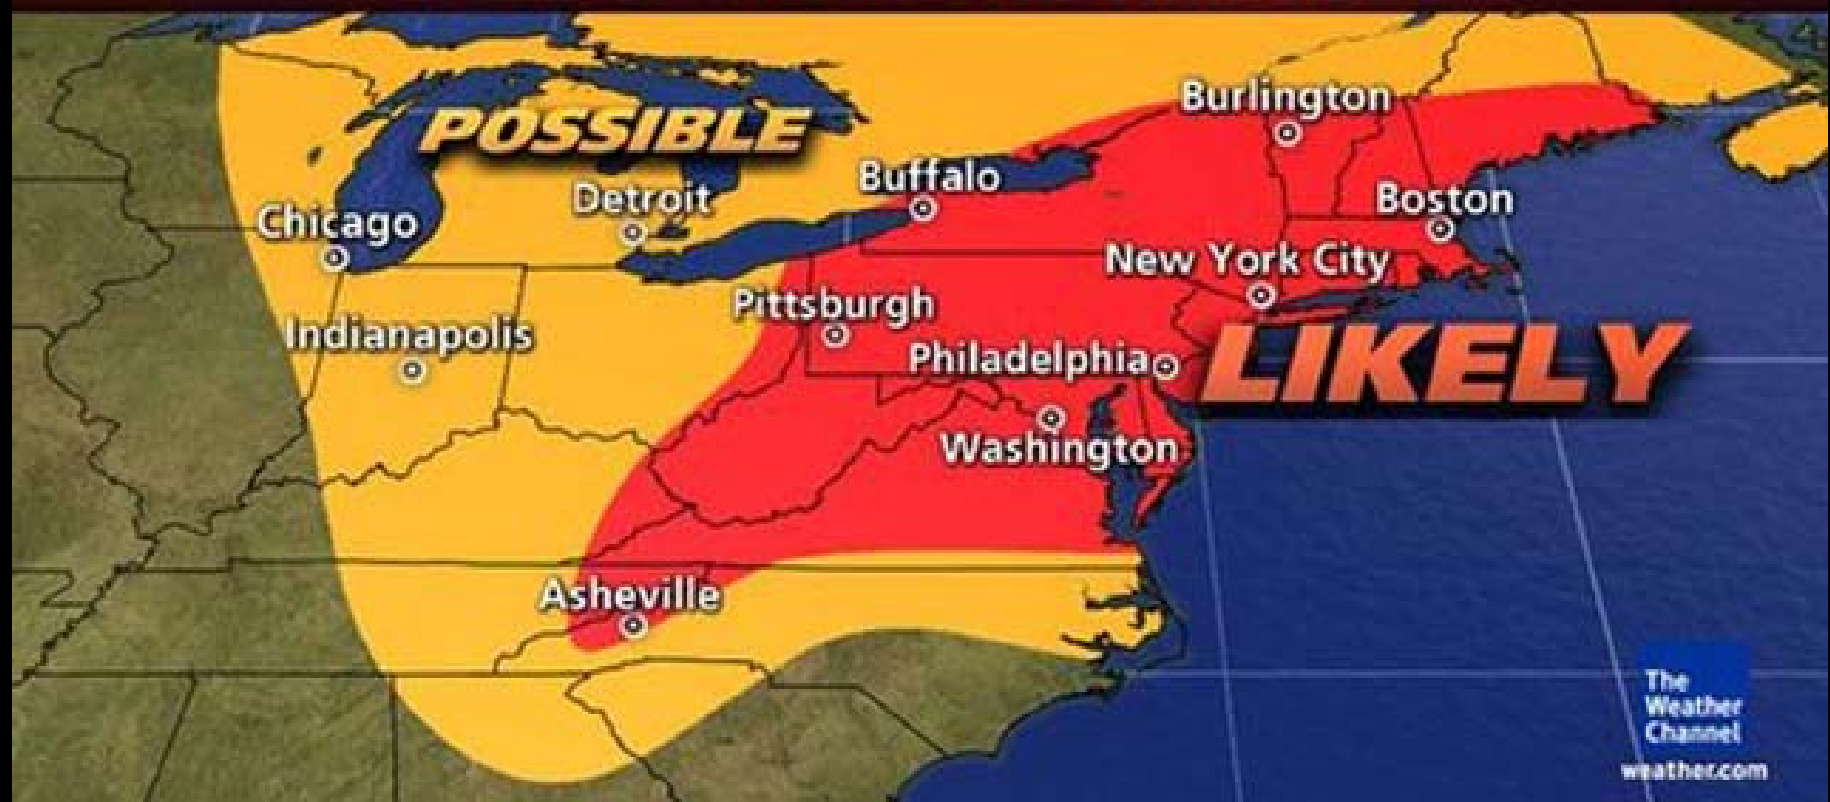 Burlington
POSSIBLE
Buffalo
Detroit
Boston
Chicago
New York City
Pittsburgh
Indianapolis
LIKELY
Philadelphia
Washington
Asheville
The
Weather
Channel
weather.com